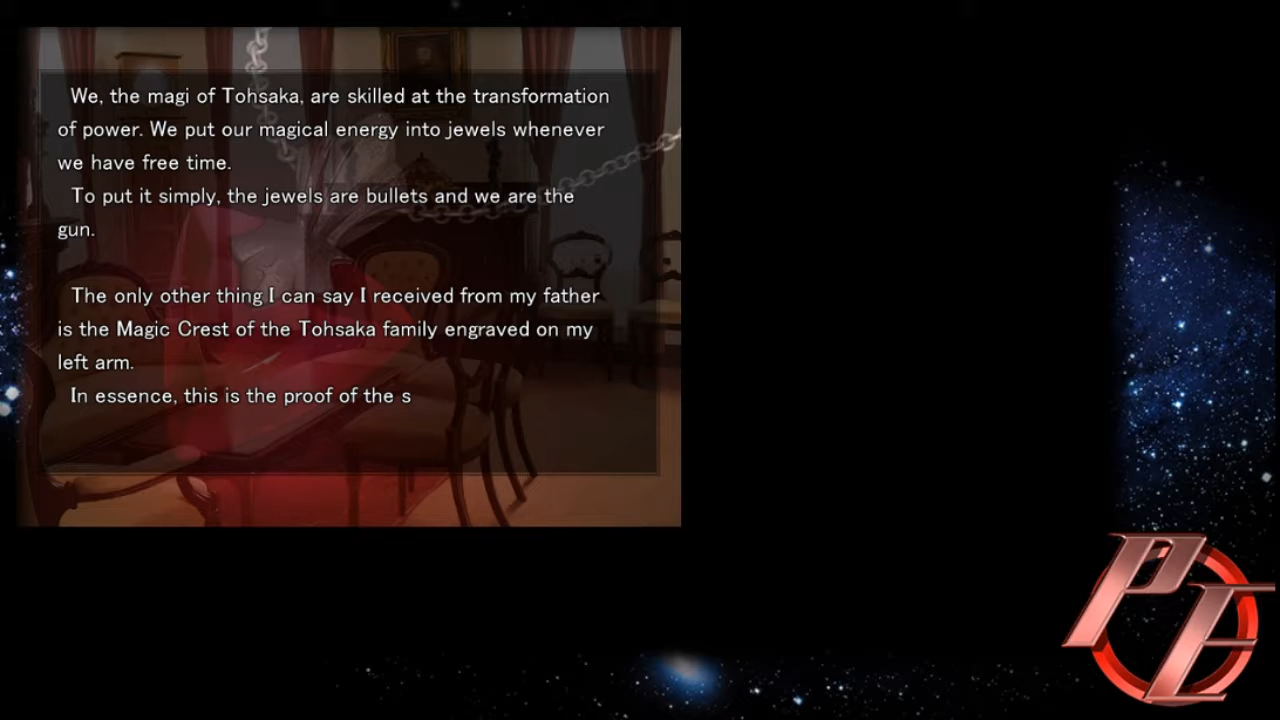 We, the magi of Tohsaka, are skilled at the transformation
of power. We put our magical energy into jewels whenever
we have free time.
To put it simply, the jewels are bullets and we are the
gun.
The only other thing I can say I received from my father
is the Magic Crest of the Tohsaka family engraved on my
left arm.
In essence, this is the proof of the s
PE